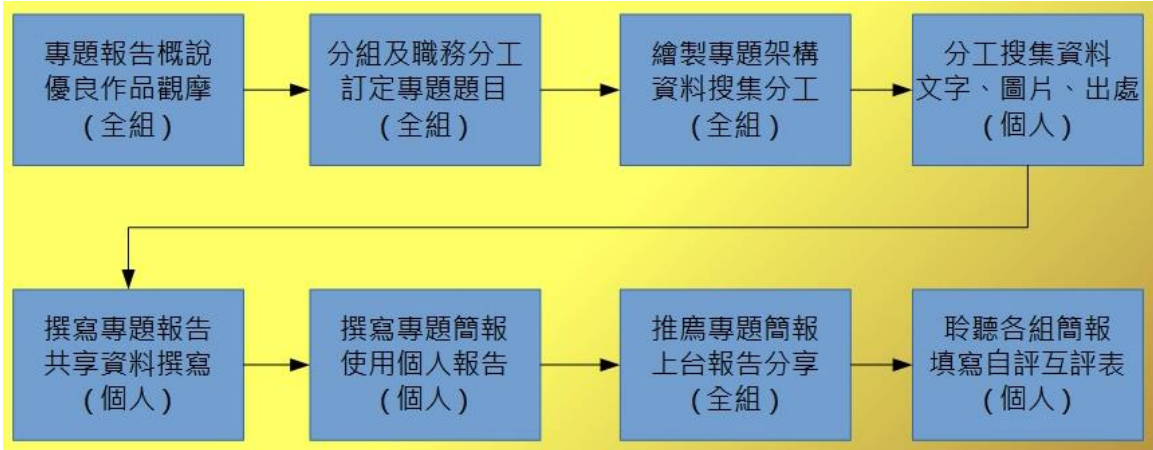 專題報告概說
優良作品觀摩
(全組)
分組及職務分工
訂定專題題目
(全組)
繪製專題架構
資料搜集分工
(全組)
分工搜集資料
文字、圖片、出處
(個人)
撰寫專題報告
共享資料撰寫
(個人)
撰寫專題簡報
使用個人報告
(個人)
推薦專題簡報
上台報告分享
(全組)
聆聽各組簡報
填寫自評互評表
(個人)